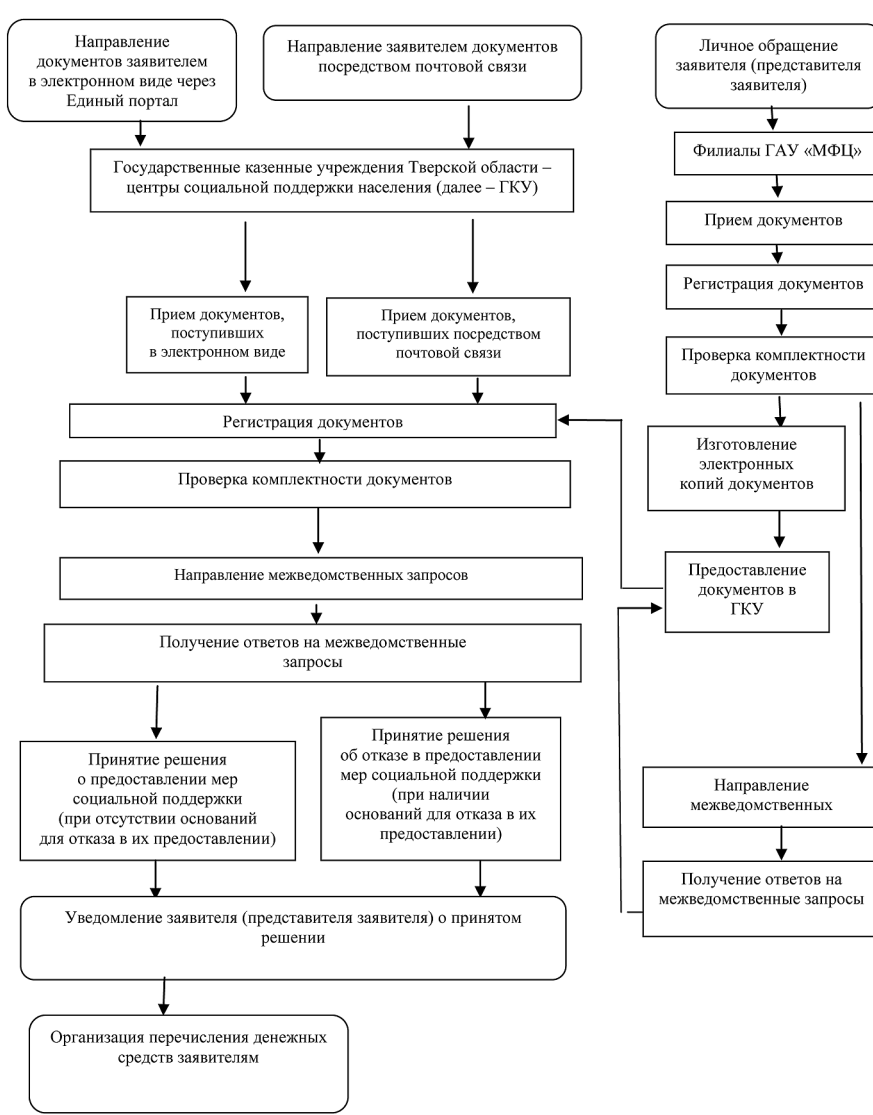 Направление
документов заявителем
в электронном виде через
Единый портал
Направление заявителем документов
посредством почтовой связи
Личное обращение
заявителя (представителя
заявителя)
Государственные казенные учреждения Тверской области –
центры социальной поддержки населения (далее – ГКУ)
Филиалы ГАУ «МФЦ»
Прием документов
Регистрация документов
Прием документов,
поступивших
в электронном виде
Прием документов,
поступивших посредством
почтовой связи
Проверка комплектности
документов
Регистрация документов
Изготовление
электронных
копий документов
Проверка комплектности документов
Направление межведомственных запросов
Предоставление
документов в
ГКУ
Получение ответов на межведомственные
запросы
Принятие решения
о предоставлении мер
социальной поддержки
(при отсутствии оснований
для отказа в их предоставлении)
Принятие решения
об отказе в предоставлении
мер социальной поддержки
(при наличии
оснований для отказа в их
предоставлении)
Направление
межведомственных
Получение ответов на
межведомственные запросы
Уведомление заявителя (представителя заявителя) о принятом
решении
Организация перечисления денежных
средств заявителям